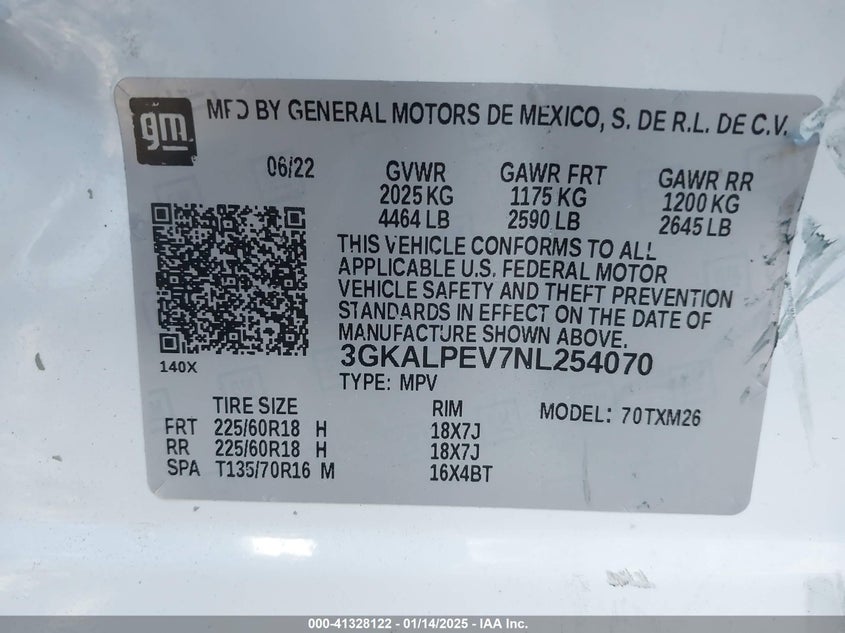 gm
MFD BY GENERAL MOTORS DE MEXICO, S. DE R.L. DE C.V.
06/22 GVWR GAWR FRT GAWR RR
2025 KG 1175 KG 1200 KG
4464 LB 2590 LB 2645 LB
THIS VEHICLE CONFORMS TO ALL
APPLICABLE U.S. FEDERAL MOTOR
VEHICLE SAFETY AND THEFT PREVENTION
STANDARDS IN EFFECT ON THE DATE OF
MANUFACTURE SHOWN ABOVE.
140X
3GKALPEV7NL254070
TYPE: MPV
TIRE SIZE RIM MODEL: 70TXM26
FRT 225/60R18 H 18X7J
RR 225/60R18 H 18X7J
SPA T135/70R16 M 16X4BT
000-41328122 - 01/14/2025 - IAA Inc.